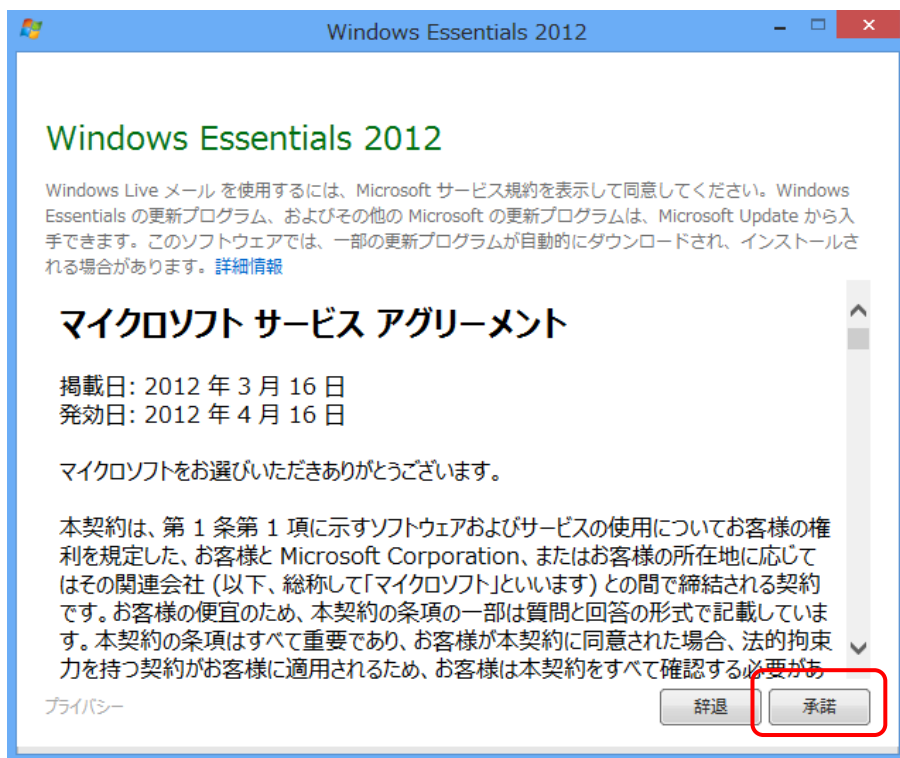 Windows Essentials 2012
Windows Essentials 2012
Windows Live メール を使用するには、Microsoft サービス規約を表示して同意してください。Windows
Essentials の更新プログラム、およびその他の Microsoft の更新プログラムは、Microsoft Update から入
手できます。このソフトウェアでは、一部の更新プログラムが自動的にダウンロードされ、インストールさ
れる場合があります。詳細情報
マイクロソフト サービス アグリーメント
掲載日: 2012 年 3 月 16 日
発効日: 2012 年 4 月 16 日
マイクロソフトをお選びいただきありがとうございます。
本契約は、第 1 条第 1 項に示すソフトウェアおよびサービスの使用についてお客様の権
利を規定した、お客様と Microsoft Corporation、またはお客様の所在地に応じて
はその関連会社 (以下、総称して「マイクロソフト」といいます) との間で締結される契約
です。お客様の便宜のため、本契約の条項の一部は質問と回答の形式で記載していま
す。本契約の条項はすべて重要であり、お客様が本契約に同意された場合、法的拘束
力を持つ契約がお客様に適用されるため、お客様は本契約をすべて確認する必要があ
プライバシー
辞退
承諾